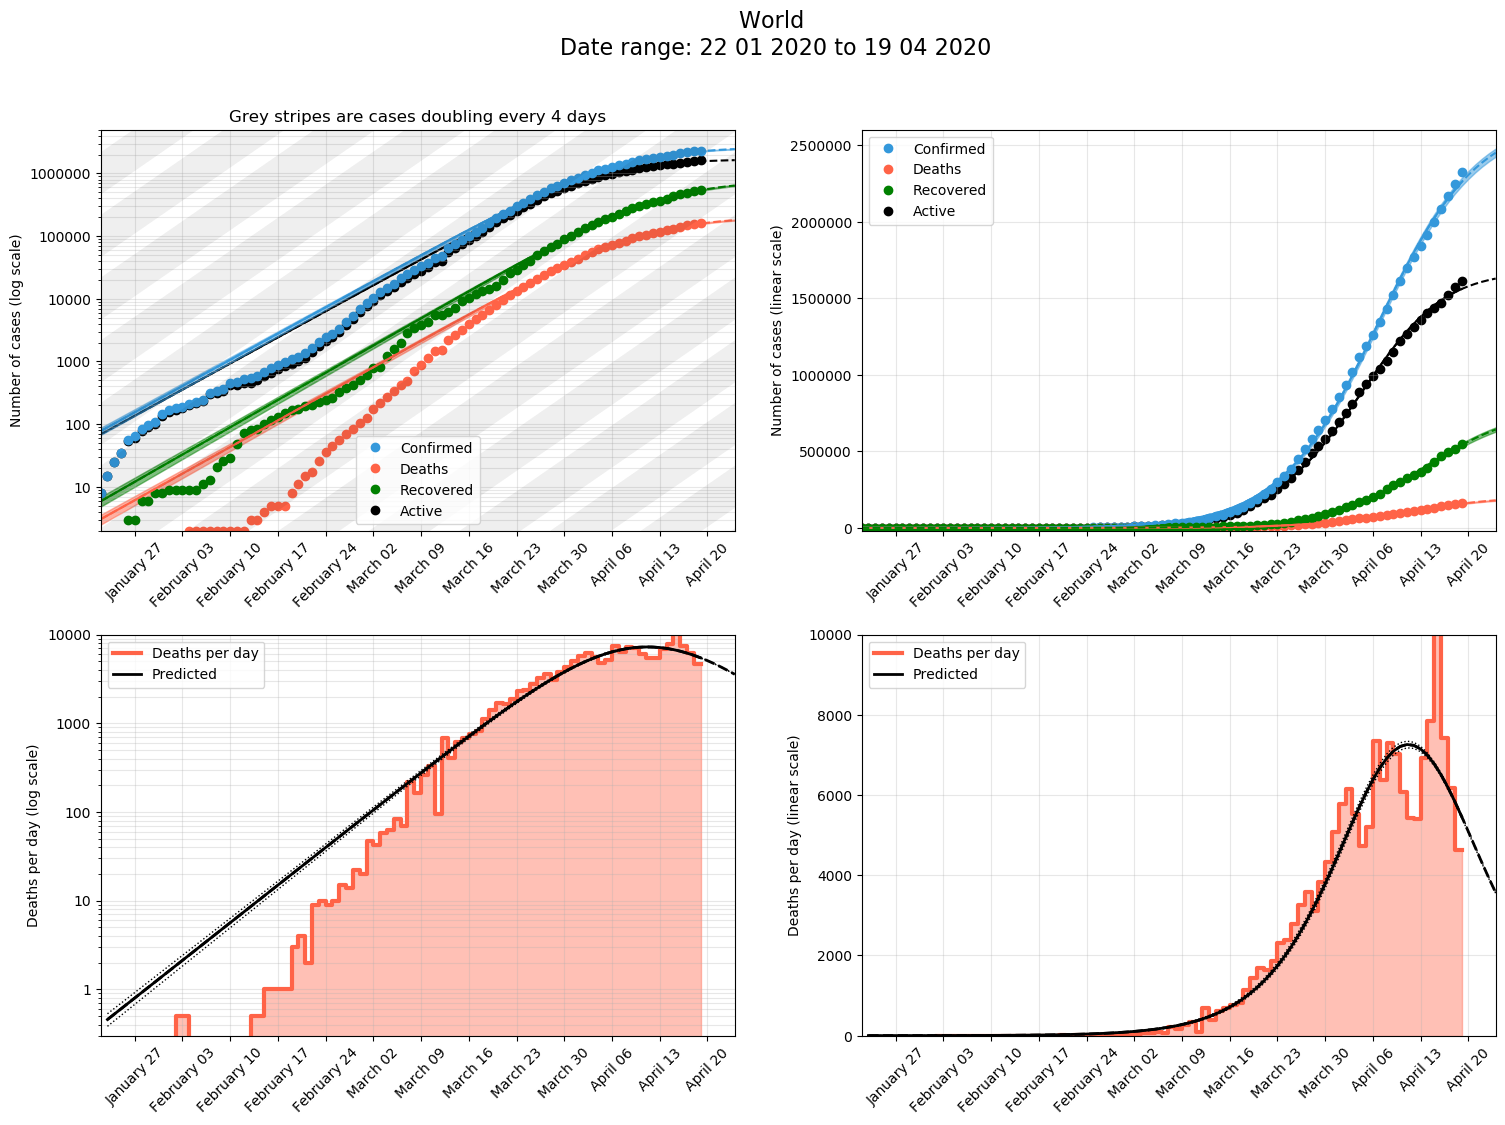 World
Date range: 22 01 2020 to 19 04 2020
Grey stripes are cases doubling every 4 days
Number of cases (log scale)
1000000
100000
10000
1000
100
10
Confirmed
Deaths
Recovered
Active
January 27
February 03
February 10
February 17
February 24
March 02
March 09
March 16
March 23
March 30
April 06
April 13
April 20
Number of cases (linear scale)
2500000
2000000
1500000
1000000
500000
0
Confirmed
Deaths
Recovered
Active
January 27
February 03
February 10
February 17
February 24
March 02
March 09
March 16
March 23
March 30
April 06
April 13
April 20
Deaths per day (log scale)
10000
1000
100
10
1
Deaths per day
Predicted
January 27
February 03
February 10
February 17
February 24
March 02
March 09
March 16
March 23
March 30
April 06
April 13
April 20
Deaths per day (linear scale)
10000
8000
6000
4000
2000
0
Deaths per day
Predicted
January 27
February 03
February 10
February 17
February 24
March 02
March 09
March 16
March 23
March 30
April 06
April 13
April 20